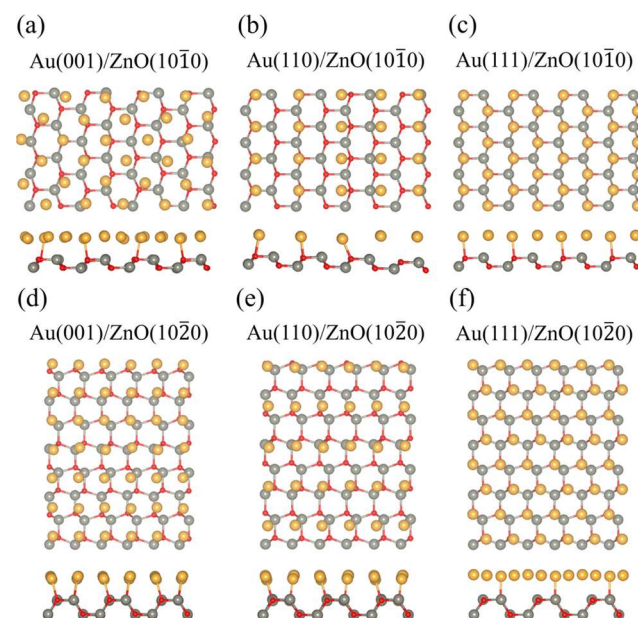 (a)
Au(001)/ZnO(101̅0)
(b)
Au(110)/ZnO(101̅0)
(c)
Au(111)/ZnO(101̅0)
(d)
Au(001)/ZnO(102̅0)
(e)
Au(110)/ZnO(102̅0)
(f)
Au(111)/ZnO(102̅0)